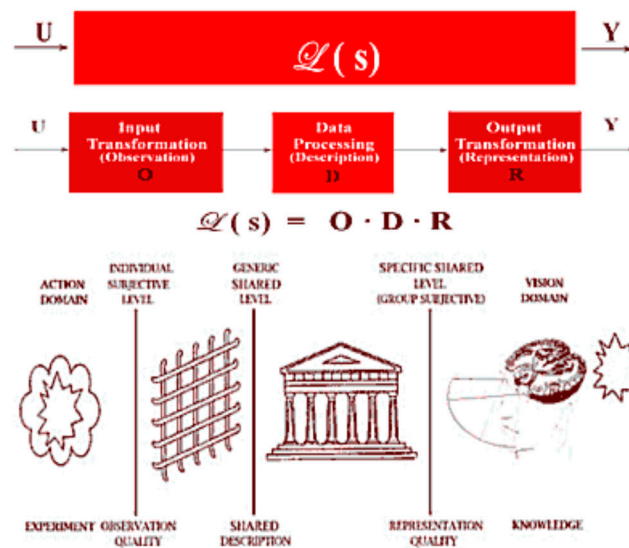 U
ℒ(s)
Y
U
Input
Transformation
(Observation)
O
Data
Processing
(Description)
D
Output
Transformation
(Representation)
R
Y
ℒ(s) = O · D · R
ACTION
DOMAIN
INDIVIDUAL
SUBJECTIVE
LEVEL
GENERIC
SHARED
LEVEL
SPECIFIC SHARED
LEVEL
(GROUP SUBJECTIVE)
VISION
DOMAIN
EXPERIMENT
OBSERVATION
QUALITY
SHARED
DESCRIPTION
REPRESENTATION
QUALITY
KNOWLEDGE